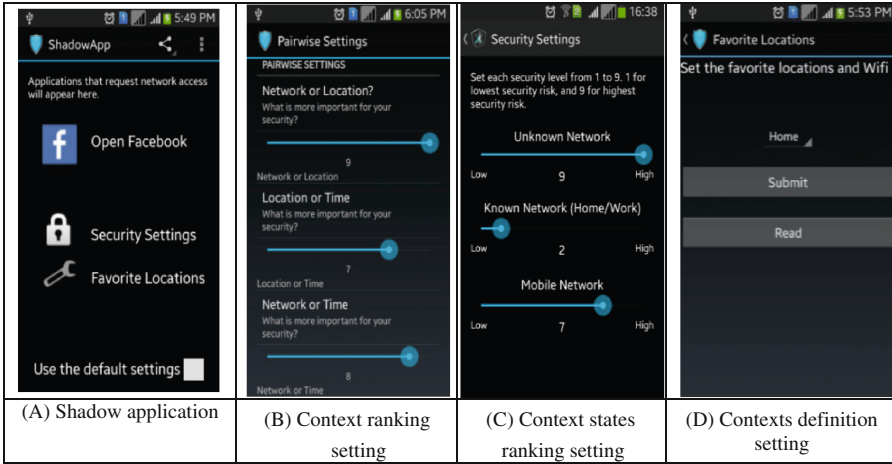 5:49 PM
ShadowApp
Applications that request network access
will appear here.
f
Open Facebook
Security Settings
Favorite Locations
Use the default settings
(A) Shadow application
6:05 PM
Pairwise Settings
PAIRWISE SETTINGS
Network or Location?
What is more important for your
security?
9
Network or Location
Location or Time
What is more important for your
security?
7
Location or Time
Network or Time
What is more important for your
security?
8
Network or Time
(B) Context ranking
setting
16:38
Security Settings
Set each security level from 1 to 9. 1 for
lowest security risk, and 9 for highest
security risk.
Unknown Network
Low 9 High
Known Network (Home/Work)
Low 2 High
Mobile Network
Low 7 High
(C) Context states
ranking setting
5:53 PM
Favorite Locations
Set the favorite locations and Wifi
Home
Submit
Read
(D) Contexts definition
setting